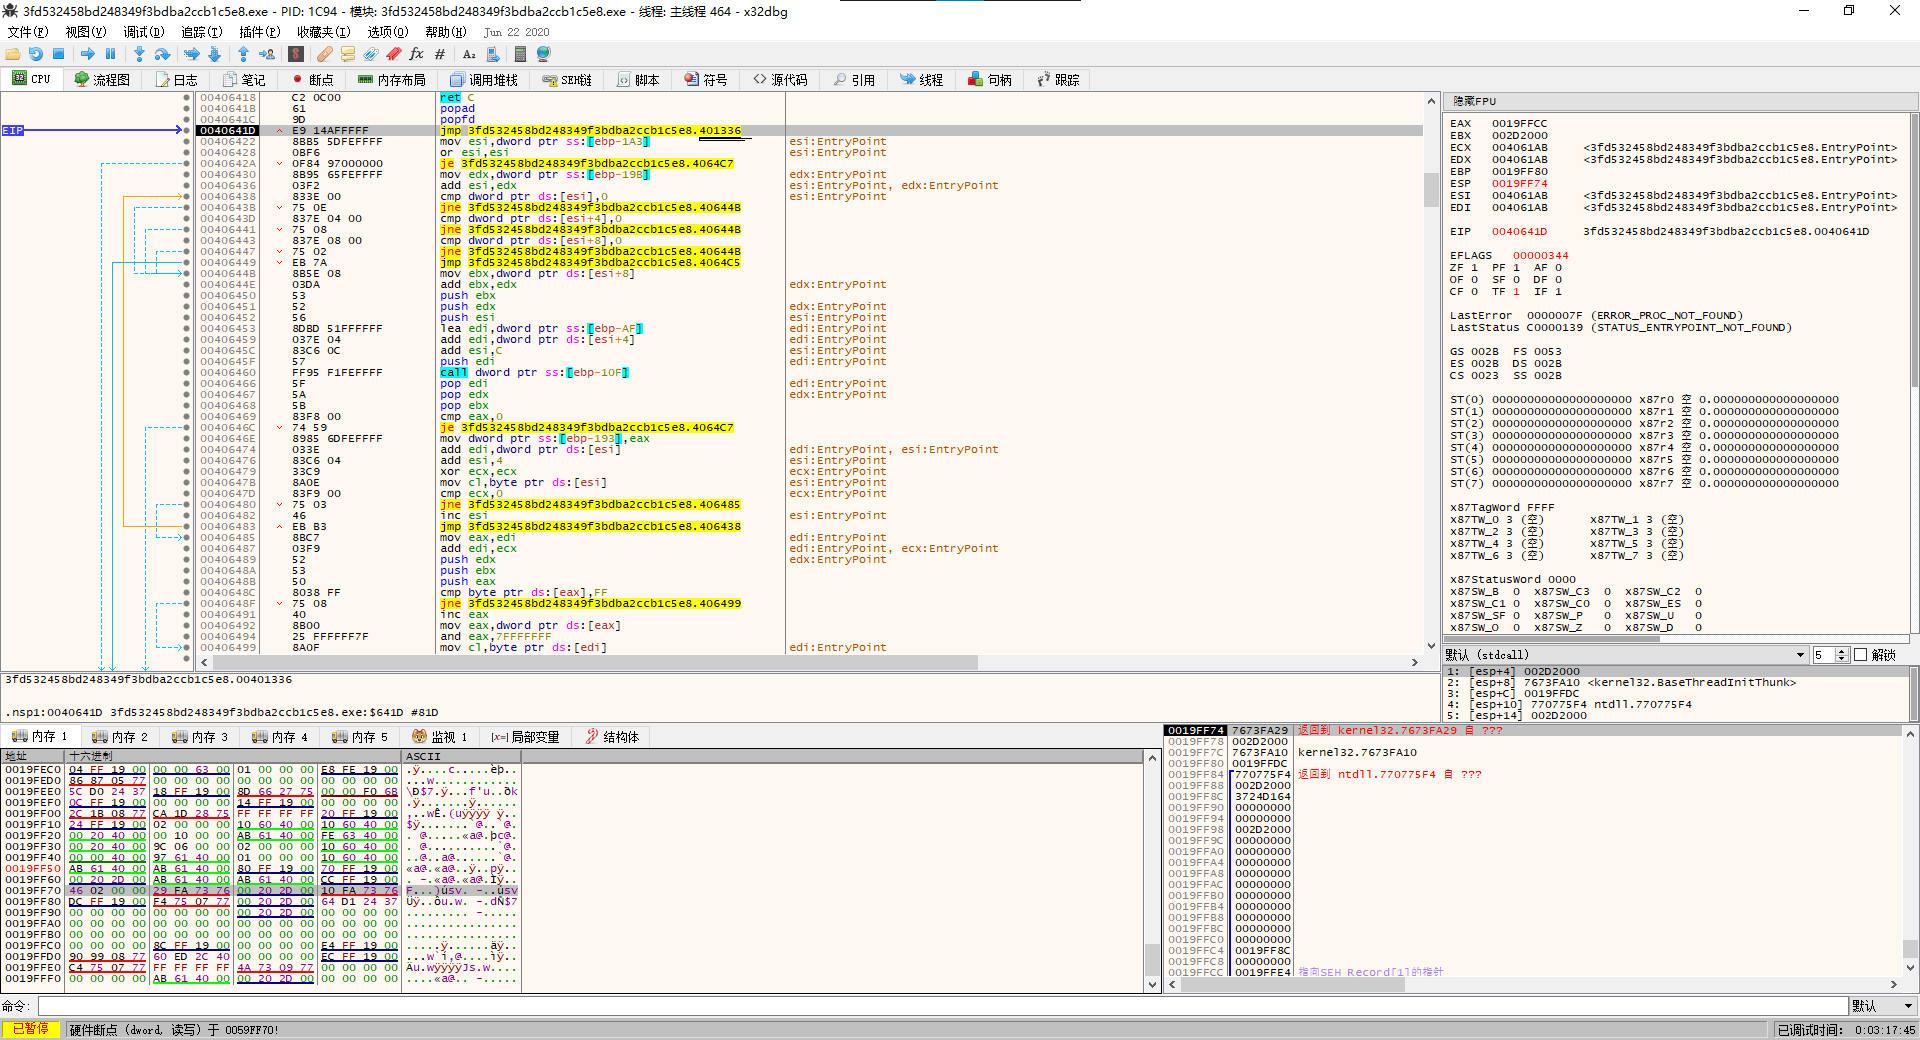 3fd532458bd248349f3bdba2ccb1c5e8.exe - PID: 1C94 - 模块: 3fd532458bd248349f3bdba2ccb1c5e8.exe - 线程: 主线程 464 - x32dbg
文件(F) 视图(V) 调试(D) 追踪(T) 插件(P) 收藏夹(I) 选项(O) 帮助(H) Jun 22 2020
CPU 流程图 日志 笔记 断点 内存布局 调用堆栈 SEH链 脚本 符号 源代码 引用 线程 句柄 跟踪
EIP
00406418 C2 0C00 ret C
0040641B 61 popad
0040641C 9D popfd
0040641D E9 14AFFFFF jmp 3fd532458bd248349f3bdba2ccb1c5e8.401336
00406422 8BB5 5DFEFFFF mov esi,dword ptr ss:[ebp-1A3] esi:EntryPoint
00406428 0BF6 or esi,esi esi:EntryPoint
0040642A 0F84 97000000 je 3fd532458bd248349f3bdba2ccb1c5e8.4064C7
00406430 8B95 65FEFFFF mov edx,dword ptr ss:[ebp-19B] edx:EntryPoint
00406436 03F2 add esi,edx esi:EntryPoint, edx:EntryPoint
00406438 833E 00 cmp dword ptr ds:[esi],0 esi:EntryPoint
0040643B 75 0E jne 3fd532458bd248349f3bdba2ccb1c5e8.40644B
0040643D 837E 04 00 cmp dword ptr ds:[esi+4],0
00406441 75 08 jne 3fd532458bd248349f3bdba2ccb1c5e8.40644B
00406443 837E 08 00 cmp dword ptr ds:[esi+8],0
00406447 75 02 jne 3fd532458bd248349f3bdba2ccb1c5e8.40644B
00406449 EB 7A jmp 3fd532458bd248349f3bdba2ccb1c5e8.4064C5
0040644B 8B5E 08 mov ebx,dword ptr ds:[esi+8]
0040644E 03DA add ebx,edx edx:EntryPoint
00406450 53 push ebx
00406451 52 push edx edx:EntryPoint
00406452 56 push esi esi:EntryPoint
00406453 8DBD 51FFFFFF lea edi,dword ptr ss:[ebp-AF] edi:EntryPoint
00406459 037E 04 add edi,dword ptr ds:[esi+4] edi:EntryPoint
0040645C 83C6 0C add esi,C esi:EntryPoint
0040645F 57 push edi edi:EntryPoint
00406460 FF95 F1FEFFFF call dword ptr ss:[ebp-10F]
00406466 5F pop edi edi:EntryPoint
00406467 5A pop edx edx:EntryPoint
00406468 5B pop ebx
00406469 83F8 00 cmp eax,0
0040646C 74 59 je 3fd532458bd248349f3bdba2ccb1c5e8.4064C7
0040646E 8985 6DFEFFFF mov dword ptr ss:[ebp-193],eax
00406474 033E add edi,dword ptr ds:[esi] edi:EntryPoint, esi:EntryPoint
00406476 83C6 04 add esi,4 esi:EntryPoint
00406479 33C9 xor ecx,ecx ecx:EntryPoint
0040647B 8A0E mov cl,byte ptr ds:[esi] esi:EntryPoint
0040647D 83F9 00 cmp ecx,0 ecx:EntryPoint
00406480 75 03 jne 3fd532458bd248349f3bdba2ccb1c5e8.406485
00406482 46 inc esi esi:EntryPoint
00406483 EB B3 jmp 3fd532458bd248349f3bdba2ccb1c5e8.406438
00406485 8BC7 mov eax,edi edi:EntryPoint
00406487 03F9 add edi,ecx edi:EntryPoint, ecx:EntryPoint
00406489 52 push edx edx:EntryPoint
0040648A 53 push ebx
0040648B 50 push eax
0040648C 8038 FF cmp byte ptr ds:[eax],FF
0040648F 75 08 jne 3fd532458bd248349f3bdba2ccb1c5e8.406499
00406491 40 inc eax
00406492 8B00 mov eax,dword ptr ds:[eax]
00406494 25 FFFFFF7F and eax,7FFFFFFF
00406499 8A0F mov cl,byte ptr ds:[edi] edi:EntryPoint
隐藏FPU
EAX 0019FFCC
EBX 002D2000
ECX 004061AB <3fd532458bd248349f3bdba2ccb1c5e8.EntryPoint>
EDX 004061AB <3fd532458bd248349f3bdba2ccb1c5e8.EntryPoint>
EBP 0019FF80
ESP 0019FF74
ESI 004061AB <3fd532458bd248349f3bdba2ccb1c5e8.EntryPoint>
EDI 004061AB <3fd532458bd248349f3bdba2ccb1c5e8.EntryPoint>
EIP 0040641D 3fd532458bd248349f3bdba2ccb1c5e8.0040641D
EFLAGS 00000344
ZF 1 PF 1 AF 0
OF 0 SF 0 DF 0
CF 0 TF 1 IF 1
LastError 0000007F (ERROR_PROC_NOT_FOUND)
LastStatus C0000139 (STATUS_ENTRYPOINT_NOT_FOUND)
GS 002B FS 0053
ES 002B DS 002B
CS 0023 SS 002B
ST(0) 00000000000000000000 x87r0 空 0.000000000000000000
ST(1) 00000000000000000000 x87r1 空 0.000000000000000000
ST(2) 00000000000000000000 x87r2 空 0.000000000000000000
ST(3) 00000000000000000000 x87r3 空 0.000000000000000000
ST(4) 00000000000000000000 x87r4 空 0.000000000000000000
ST(5) 00000000000000000000 x87r5 空 0.000000000000000000
ST(6) 00000000000000000000 x87r6 空 0.000000000000000000
ST(7) 00000000000000000000 x87r7 空 0.000000000000000000
x87TagWord FFFF
x87TW_0 3 (空) x87TW_1 3 (空)
x87TW_2 3 (空) x87TW_3 3 (空)
x87TW_4 3 (空) x87TW_5 3 (空)
x87TW_6 3 (空) x87TW_7 3 (空)
x87StatusWord 0000
x87SW_B 0 x87SW_C3 0 x87SW_C2 0
x87SW_C1 0 x87SW_C0 0 x87SW_ES 0
x87SW_SF 0 x87SW_P 0 x87SW_U 0
x87SW_O 0 x87SW_Z 0 x87SW_D 0
默认 (stdcall) 5 解锁
1: [esp+4] 002D2000
2: [esp+8] 7673FA10 <kernel32.BaseThreadInitThunk>
3: [esp+C] 0019FFDC
4: [esp+10] 770775F4 ntdll.770775F4
5: [esp+14] 002D2000
3fd532458bd248349f3bdba2ccb1c5e8.00401336
.nsp1:0040641D 3fd532458bd248349f3bdba2ccb1c5e8.exe:$641D #81D
内存 1 内存 2 内存 3 内存 4 内存 5 监视 1 [x=] 局部变量 结构体
地址 十六进制 ASCII
0019FEC0 04 FF 19 00 00 00 63 00 01 00 00 00 E8 FE 19 00 .ÿ....c.....èþ..
0019FED0 86 87 05 77
0019FEE0 5C D0 24 37 18 FF 19 00 8D 66 27 75 00 00 F0 6B \Ð$7.ÿ...f'u..ðk
0019FEF0 0C FF 19 00 00 00 00 00 14 FF 19 00 00 00 00 00 .ÿ.......ÿ......
0019FF00 2C 1B 08 77 CA 1D 28 75 FF FF FF FF 20 FF 19 00 ,..wÊ.(uÿÿÿÿ ÿ..
0019FF10 24 FF 19 00 02 00 00 00 10 60 40 00 10 60 40 00 $ÿ.......`@..`@.
0019FF20 00 20 40 00 00 10 00 00 AB 61 40 00 FE 63 40 00 . @.....«a@.þc@.
0019FF30 00 20 40 00 9C 06 00 00 02 00 00 00 10 60 40 00 . @..........`@.
0019FF40 00 00 40 00 97 61 40 00 01 00 00 00 10 60 40 00 ..@..a@......`@.
0019FF50 AB 61 40 00 AB 61 40 00 80 FF 19 00 70 FF 19 00 «a@.«a@..ÿ..pÿ..
0019FF60 00 20 2D 00 AB 61 40 00 AB 61 40 00 CC FF 19 00 . -.«a@.«a@.Ìÿ..
0019FF70 46 02 00 00 29 FA 73 76 00 20 2D 00 10 FA 73 76 F...)úsv. -..úsv
0019FF80 DC FF 19 00 F4 75 07 77 00 20 2D 00 64 D1 24 37 Üÿ..ôu.w. -.dÑ$7
0019FF90 00 00 00 00 00 00 00 00 00 20 2D 00 00 00 00 00 ......... -.....
0019FFA0 00 00 00 00 00 00 00 00 00 00 00 00 00 00 00 00 ................
0019FFB0 00 00 00 00 00 00 00 00 00 00 00 00 00 00 00 00 ................
0019FFC0 00 00 00 00 8C FF 19 00 00 00 00 00 E4 FF 19 00 .....ÿ......äÿ..
0019FFD0 90 99 08 77 60 ED 2C 40 00 00 00 00 EC FF 19 00 ...w`í,@....ìÿ..
0019FFE0 C4 75 07 77 FF FF FF FF 4A 73 09 77 00 00 00 00 Äu.wÿÿÿÿJs.w....
0019FFF0 00 00 00 00 AB 61 40 00 00 20 2D 00 00 00 00 00 ....«a@.. -.....
0019FF74 7673FA29 返回到 kernel32.7673FA29 自 ???
0019FF78 002D2000
0019FF7C 7673FA10 kernel32.7673FA10
0019FF80 0019FFDC
0019FF84 770775F4 返回到 ntdll.770775F4 自 ???
0019FF88 002D2000
0019FF8C 3724D164
0019FF90 00000000
0019FF94 00000000
0019FF98 002D2000
0019FF9C 00000000
0019FFA0 00000000
0019FFA4 00000000
0019FFA8 00000000
0019FFAC 00000000
0019FFB0 00000000
0019FFB4 00000000
0019FFB8 00000000
0019FFBC 00000000
0019FFC0 00000000
0019FFC4 0019FF8C
0019FFC8 00000000
0019FFCC 0019FFE4 指向SEH_Record[1]的指针
命令: 默认
已暂停 硬件断点 (dword, 读写) 于 0059FF70! 已调试时间: 0:03:17:45